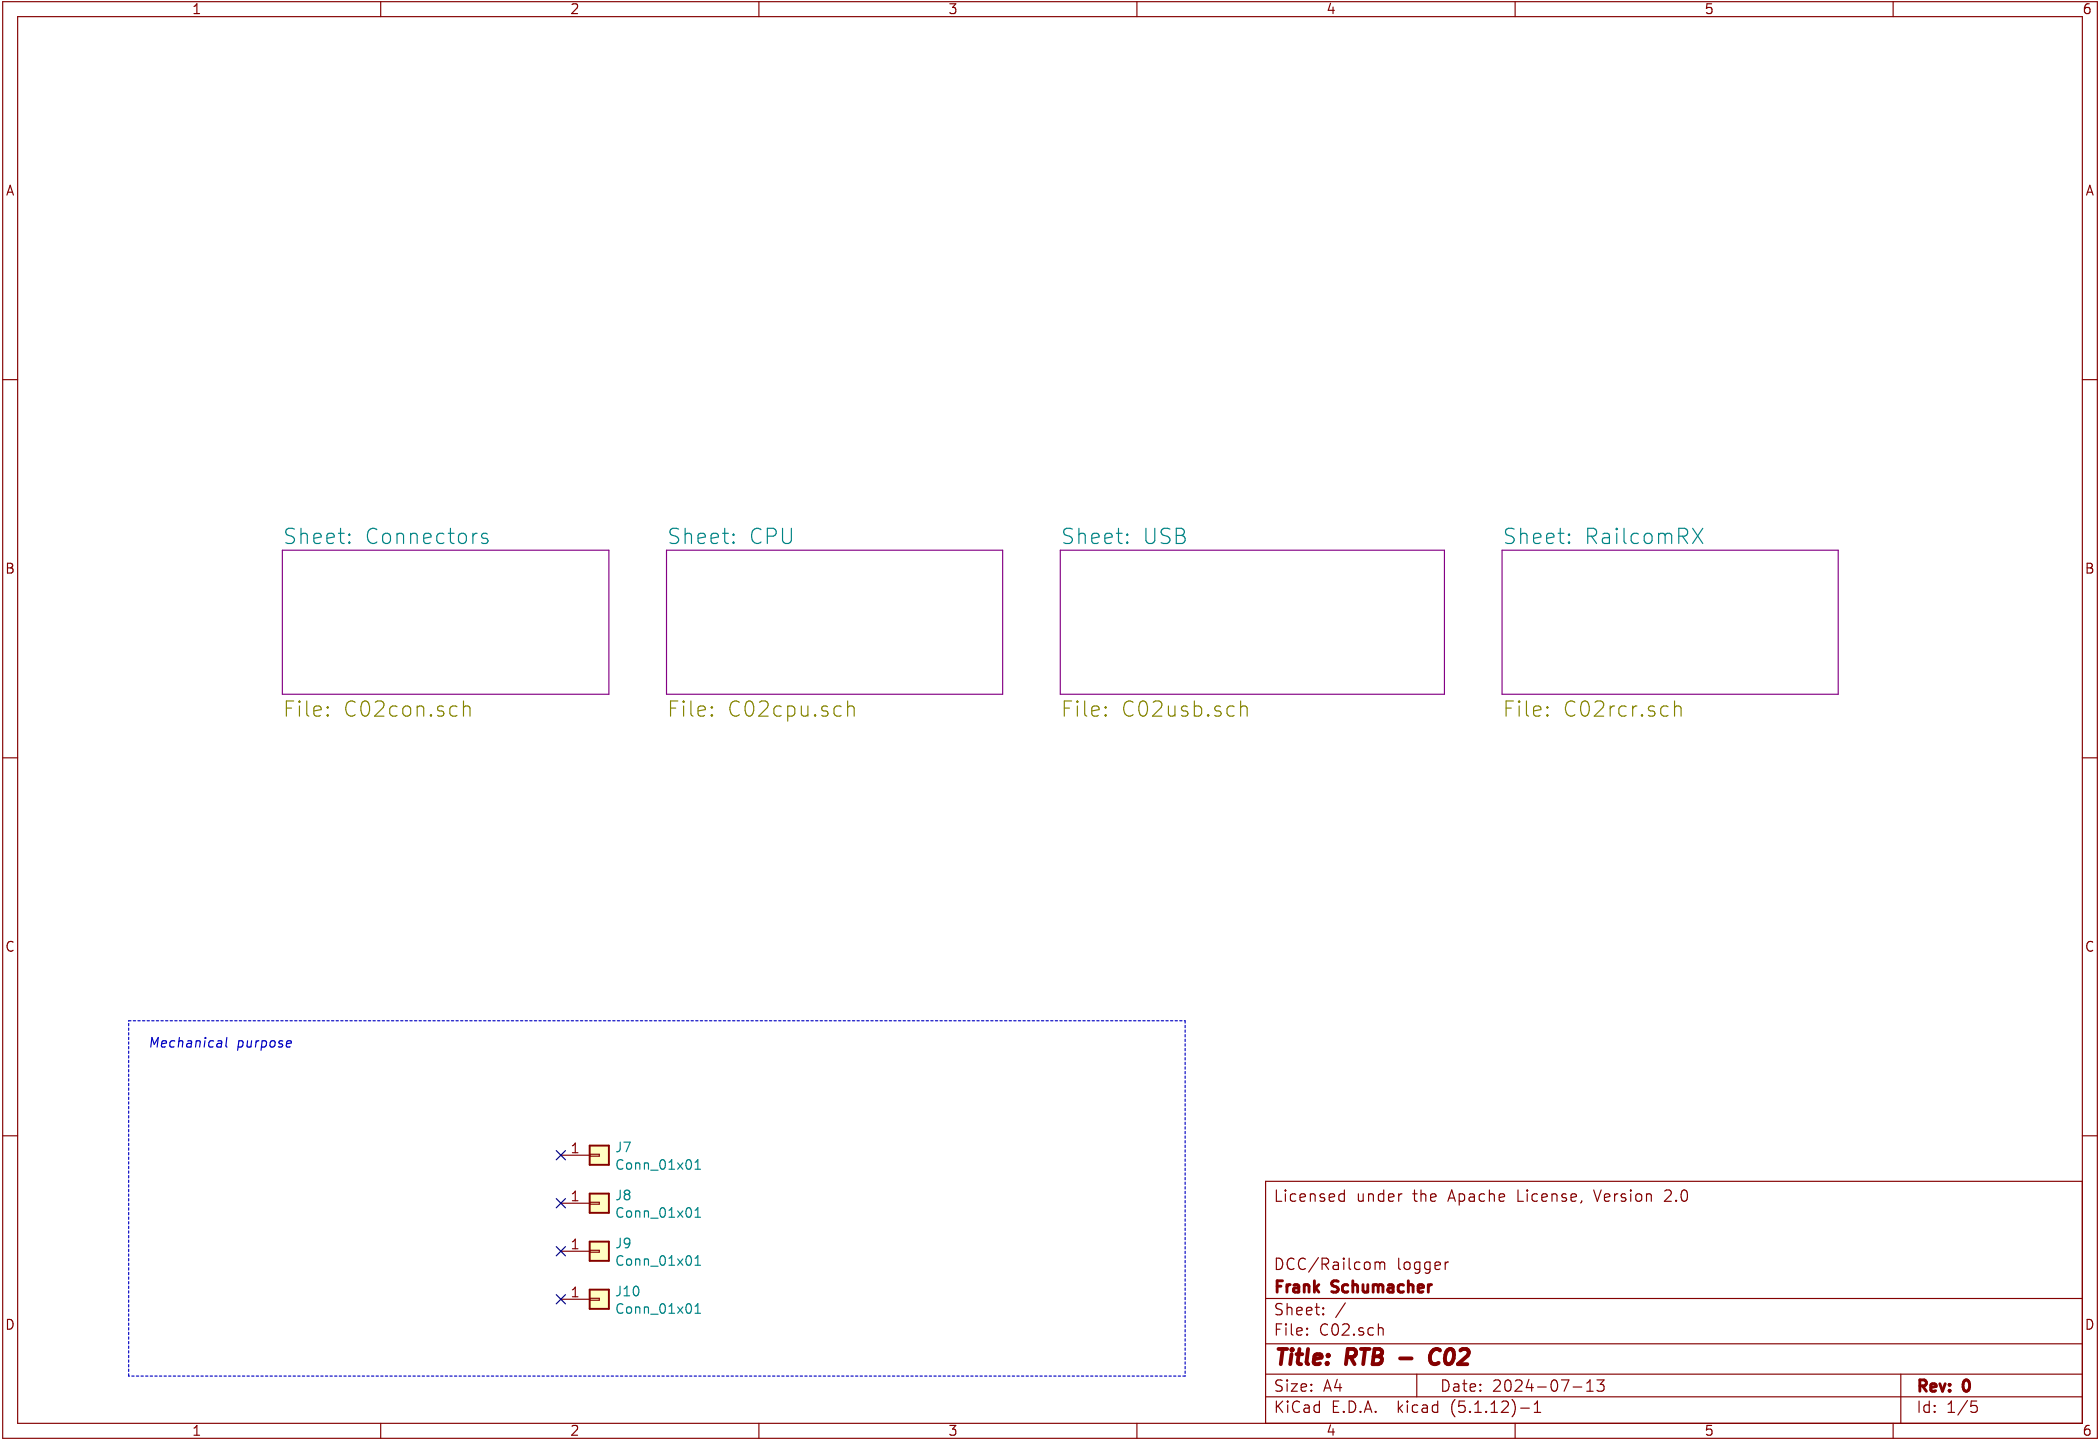 1 2 3 4 5 6
A A
Sheet: Connectors Sheet: CPU Sheet: USB Sheet: RailcomRX
B B
File: C02con.sch File: C02cpu.sch File: C02usb.sch File: C02rcr.sch
C C
Mechanical purpose
1 J7
Conn_01x01
1 J8
Conn_01x01
1 J9
Conn_01x01
1 J10
Conn_01x01
D D
Licensed under the Apache License, Version 2.0
DCC/Railcom logger
Frank Schumacher
Sheet: /
File: C02.sch
Title: RTB - C02
Size: A4 Date: 2024-07-13 Rev: 0
KiCad E.D.A. kicad (5.1.12)-1 Id: 1/5
1 2 3 4 5 6